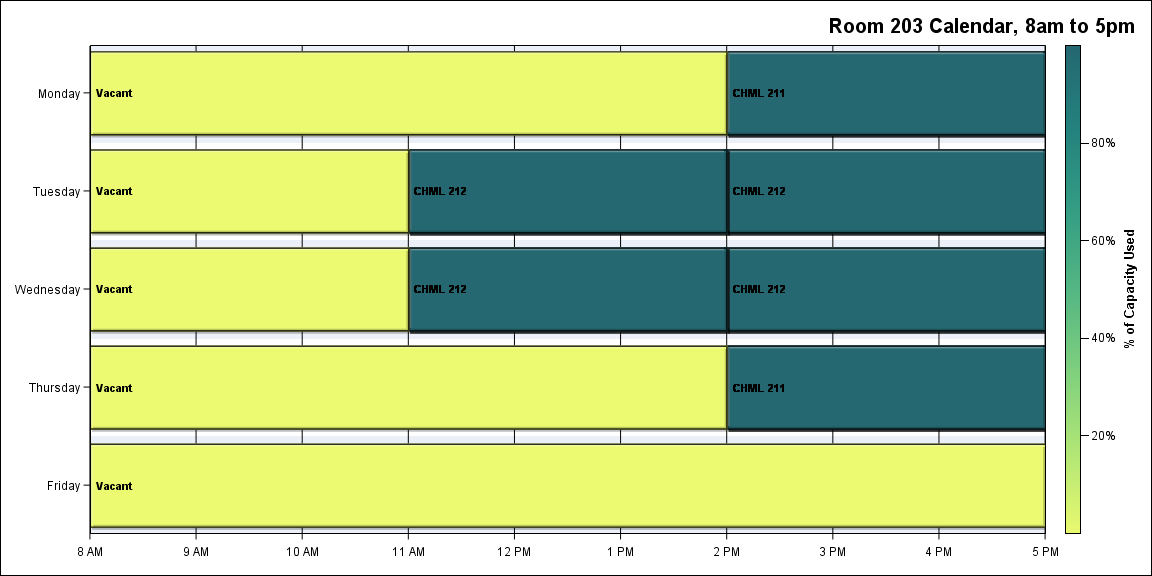 Room 203 Calendar, 8am to 5pm
Monday
Vacant
CHML 211
Tuesday
Vacant
CHML 212
CHML 212
Wednesday
Vacant
CHML 212
CHML 212
Thursday
Vacant
CHML 211
Friday
Vacant
8 AM
9 AM
10 AM
11 AM
12 PM
1 PM
2 PM
3 PM
4 PM
5 PM
80%
60%
40%
20%
% of Capacity Used